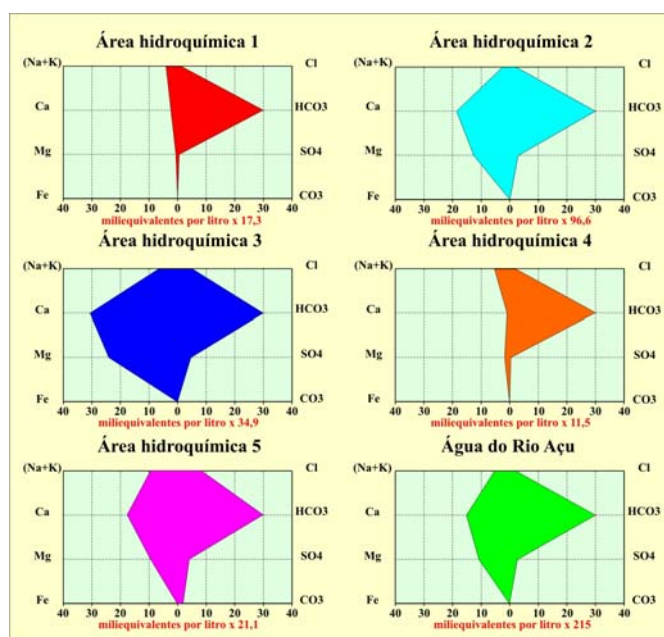 Área hidroquímica 1
(Na+K) Cl
Ca HCO3
Mg SO4
Fe CO3
40 30 20 10 0 10 20 30 40
miliequivalentes por litro x 17,3
Área hidroquímica 2
(Na+K) Cl
Ca HCO3
Mg SO4
Fe CO3
40 30 20 10 0 10 20 30 40
miliequivalentes por litro x 96,6
Área hidroquímica 3
(Na+K) Cl
Ca HCO3
Mg SO4
Fe CO3
40 30 20 10 0 10 20 30 40
miliequivalentes por litro x 34,9
Área hidroquímica 4
(Na+K) Cl
Ca HCO3
Mg SO4
Fe CO3
40 30 20 10 0 10 20 30 40
miliequivalentes por litro x 11,5
Área hidroquímica 5
(Na+K) Cl
Ca HCO3
Mg SO4
Fe CO3
40 30 20 10 0 10 20 30 40
miliequivalentes por litro x 21,1
Água do Rio Açu
(Na+K) Cl
Ca HCO3
Mg SO4
Fe CO3
40 30 20 10 0 10 20 30 40
miliequivalentes por litro x 215